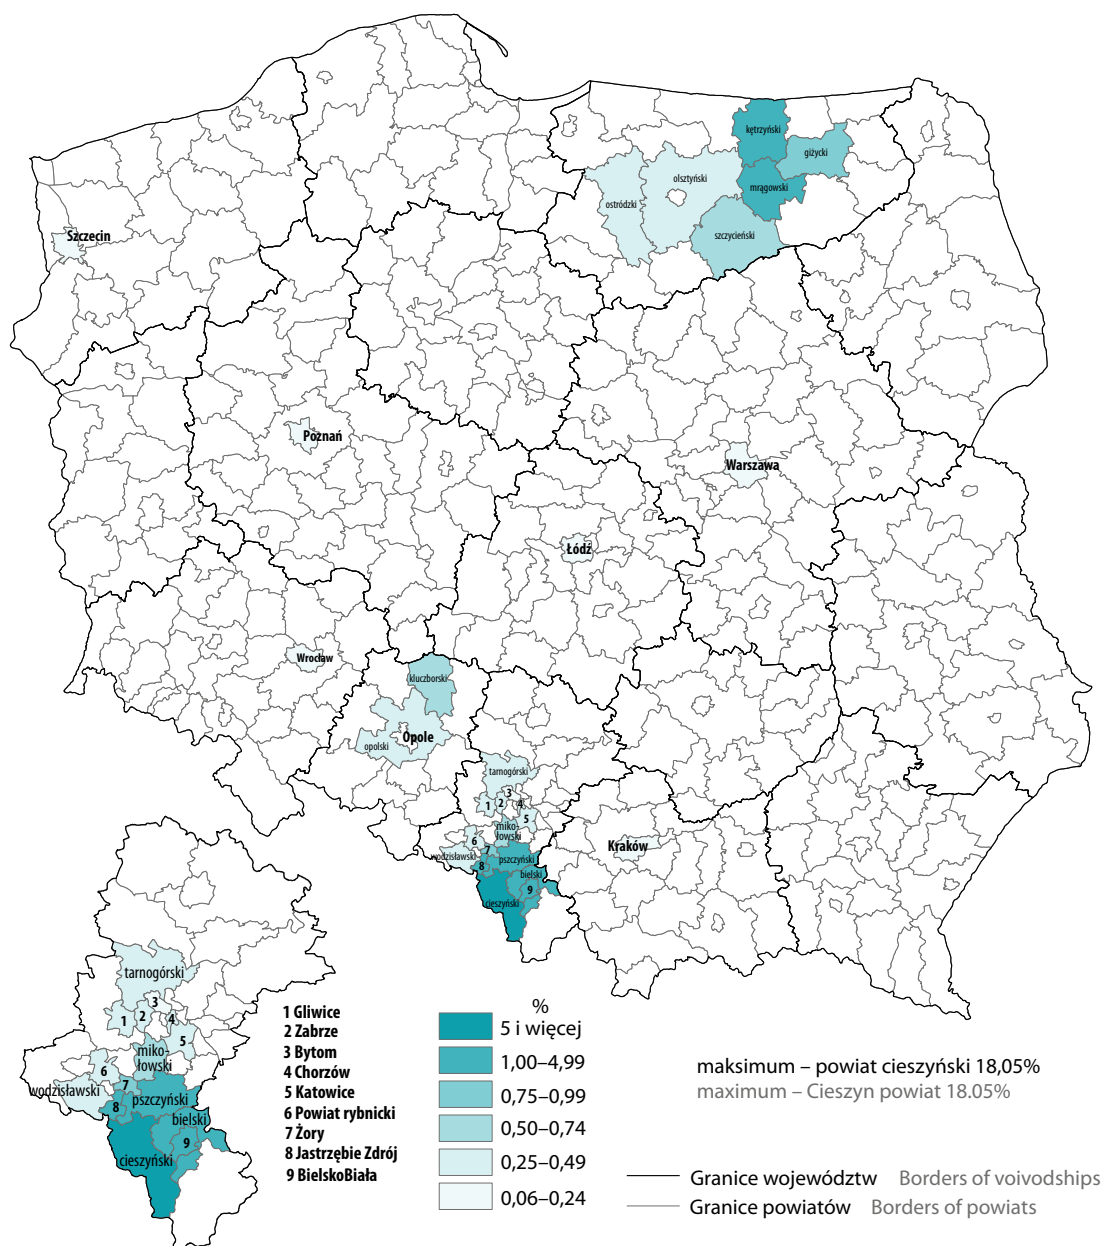 kętrzyński
giżycki
olsztyński
mrągowski
ostródzki
szczycieński
Szczecin
Poznań
Warszawa
Łódź
Wrocław
kluczborski
Opole
opolski
tarnogórski
3
1
2
4
5
miko-
łowski
6
Kraków
wodzisławski
7
pszczyński
8
bielski
9
cieszyński
tarnogórski
3
1
2
4
5
miko-
łowski
6
wodzisławski
7
pszczyński
8
bielski
9
cieszyński
1 Gliwice
2 Zabrze
3 Bytom
4 Chorzów
5 Katowice
6 Powiat rybnicki
7 Żory
8 Jastrzębie Zdrój
9 BielskoBiała
%
5 i więcej
1,00–4,99
0,75–0,99
0,50–0,74
0,25–0,49
0,06–0,24
maksimum – powiat cieszyński 18,05%
maximum – Cieszyn powiat 18.05%
Granice województw Borders of voivodships
Granice powiatów Borders of powiats